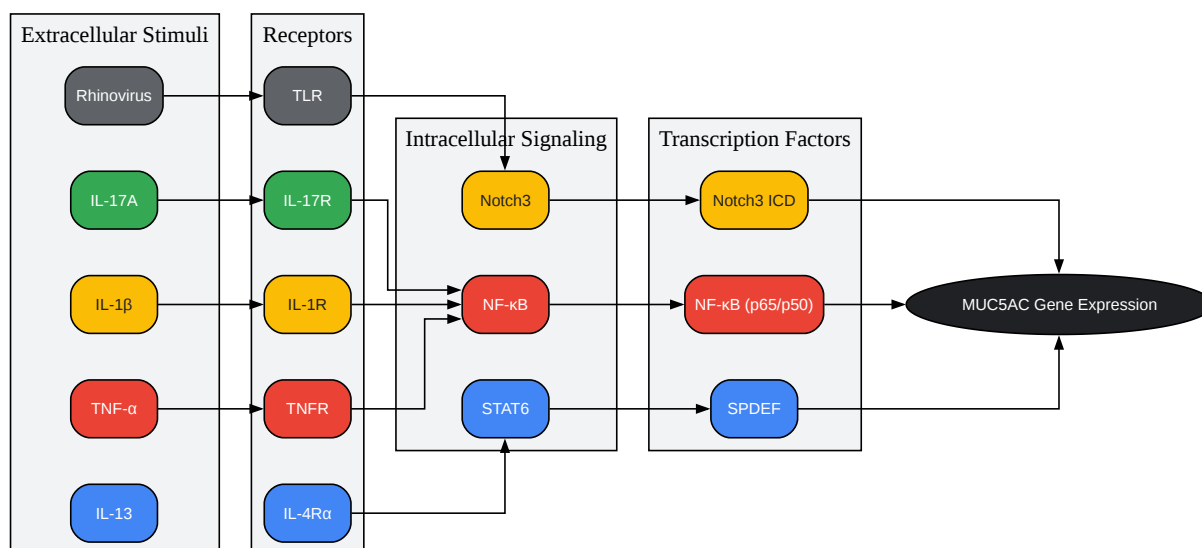 Extracellular Stimuli
Receptors
Rhinovirus
TLR
Intracellular Signaling
Transcription Factors
IL-17A
IL-17R
Notch3
Notch3 ICD
IL-1β
IL-1R
NF-κB
NF-κB (p65/p50)
MUC5AC Gene Expression
TNF-α
TNFR
STAT6
SPDEF
IL-13
IL-4Rα